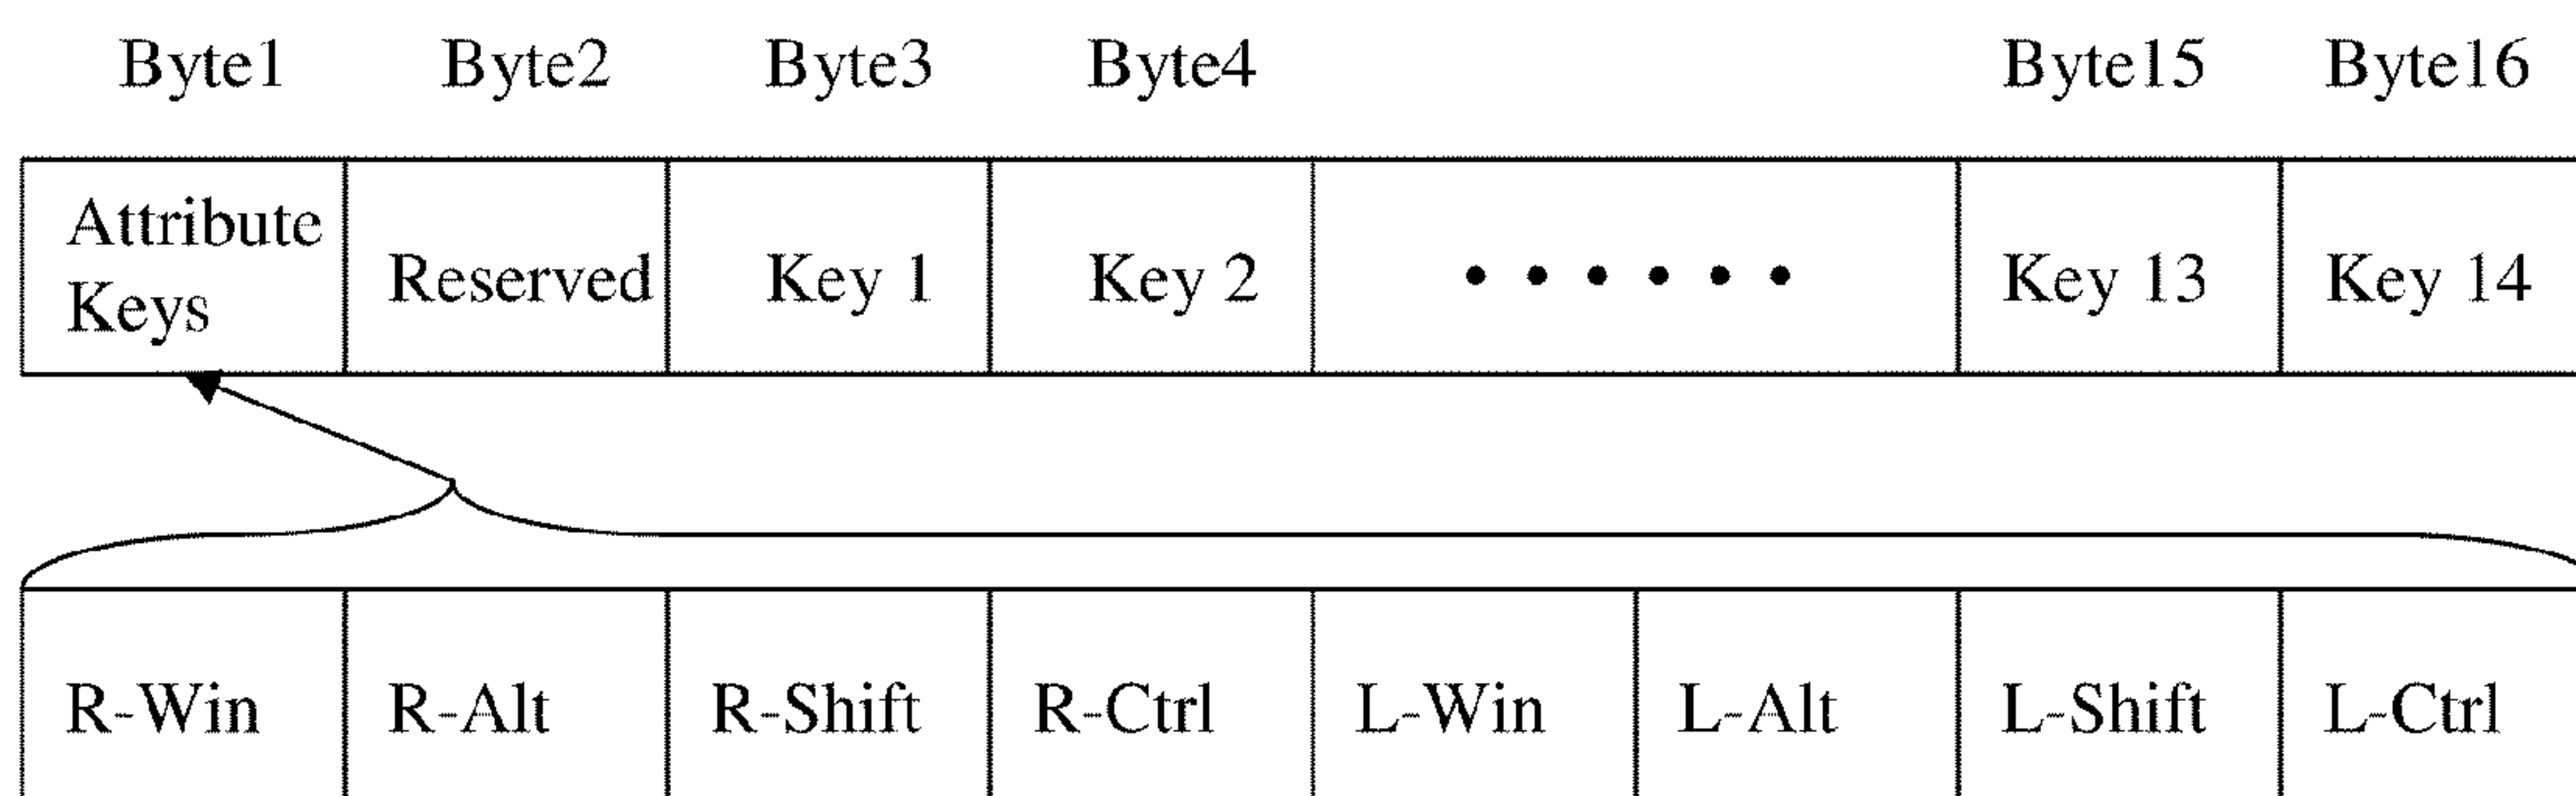 Byte1 Byte2 Byte3 Byte4 Byte15 Byte16
Attribute
Keys
Reserved Key 1 Key 2 • • • • • • Key 13 Key 14
R-Win R-Alt R-Shift R-Ctrl L-Win L-Alt L-Shift L-Ctrl